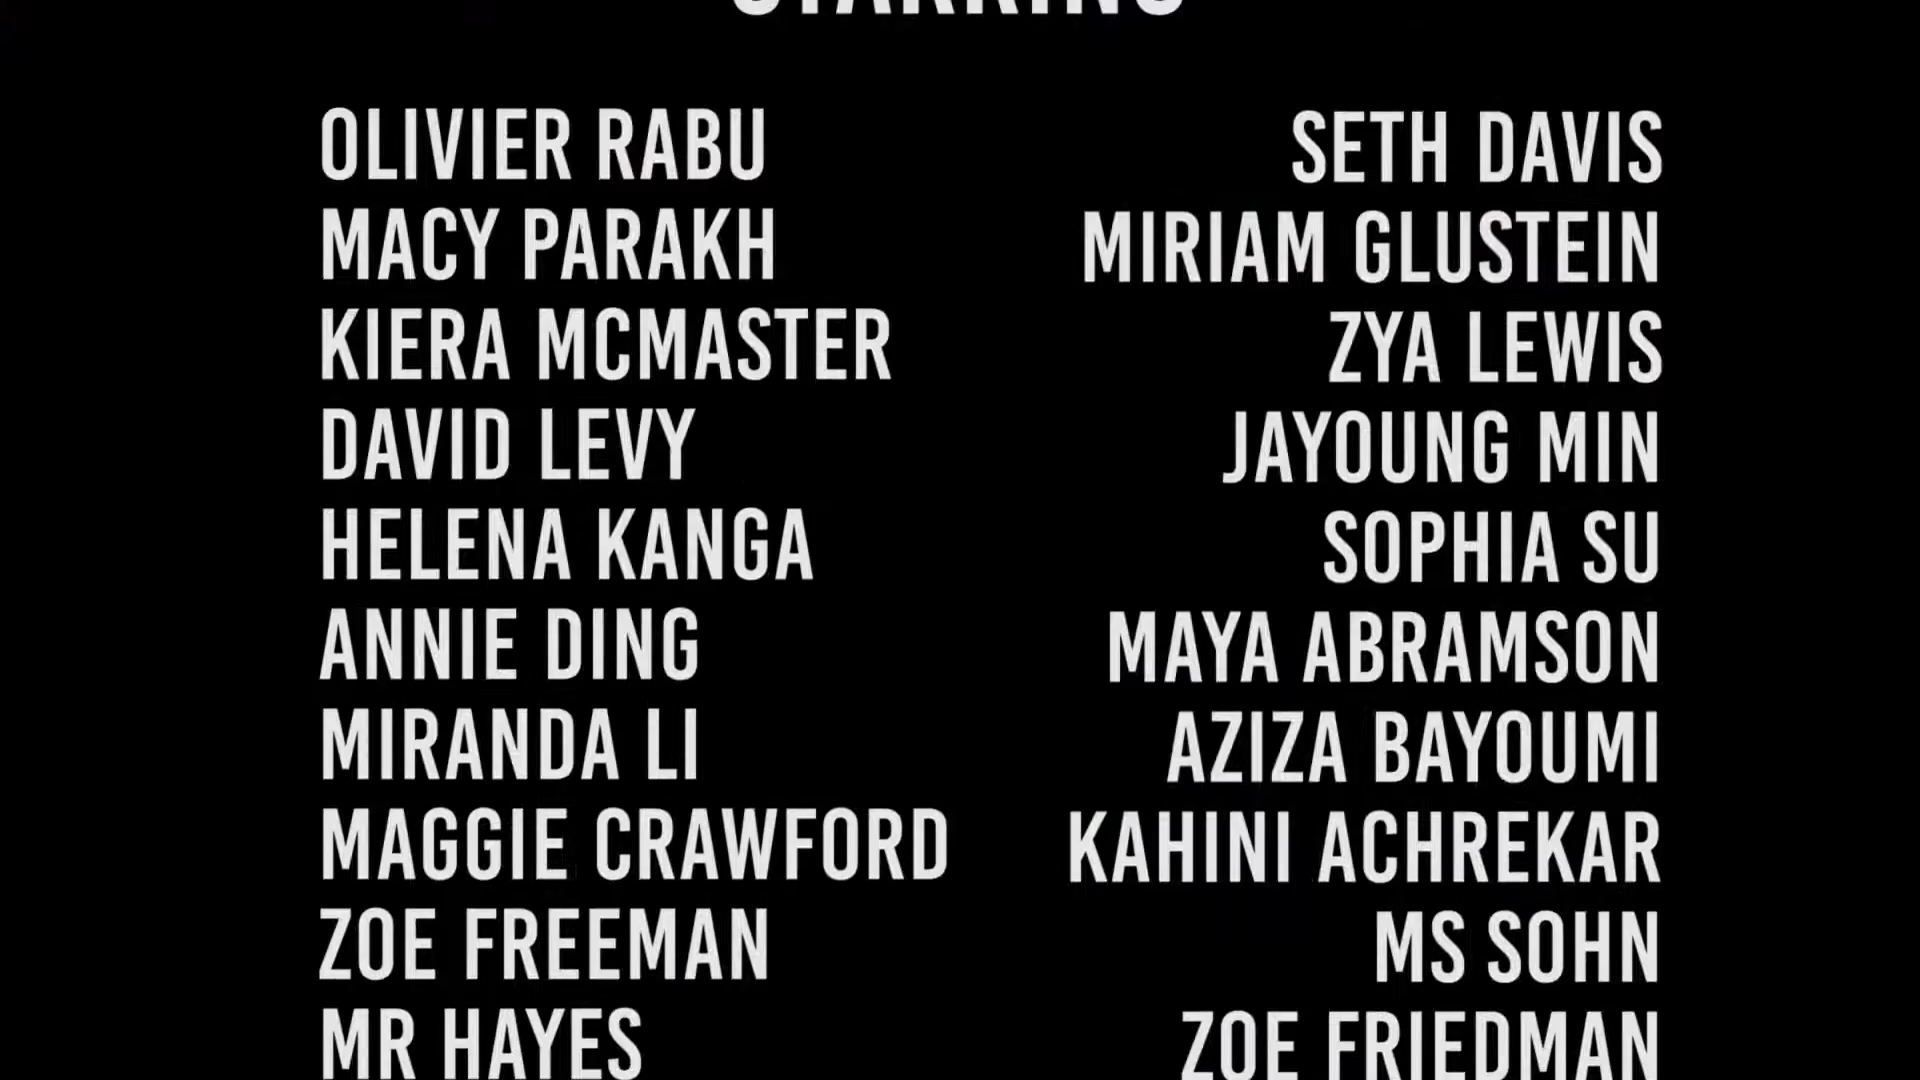 STARRING
OLIVIER RABU
MACY PARAKH
KIERA MCMASTER
DAVID LEVY
HELENA KANGA
ANNIE DING
MIRANDA LI
MAGGIE CRAWFORD
ZOE FREEMAN
MR HAYES
SETH DAVIS
MIRIAM GLUSTEIN
ZYA LEWIS
JAYOUNG MIN
SOPHIA SU
MAYA ABRAMSON
AZIZA BAYOUMI
KAHINI ACHREKAR
MS SOHN
ZOE FRIEDMAN